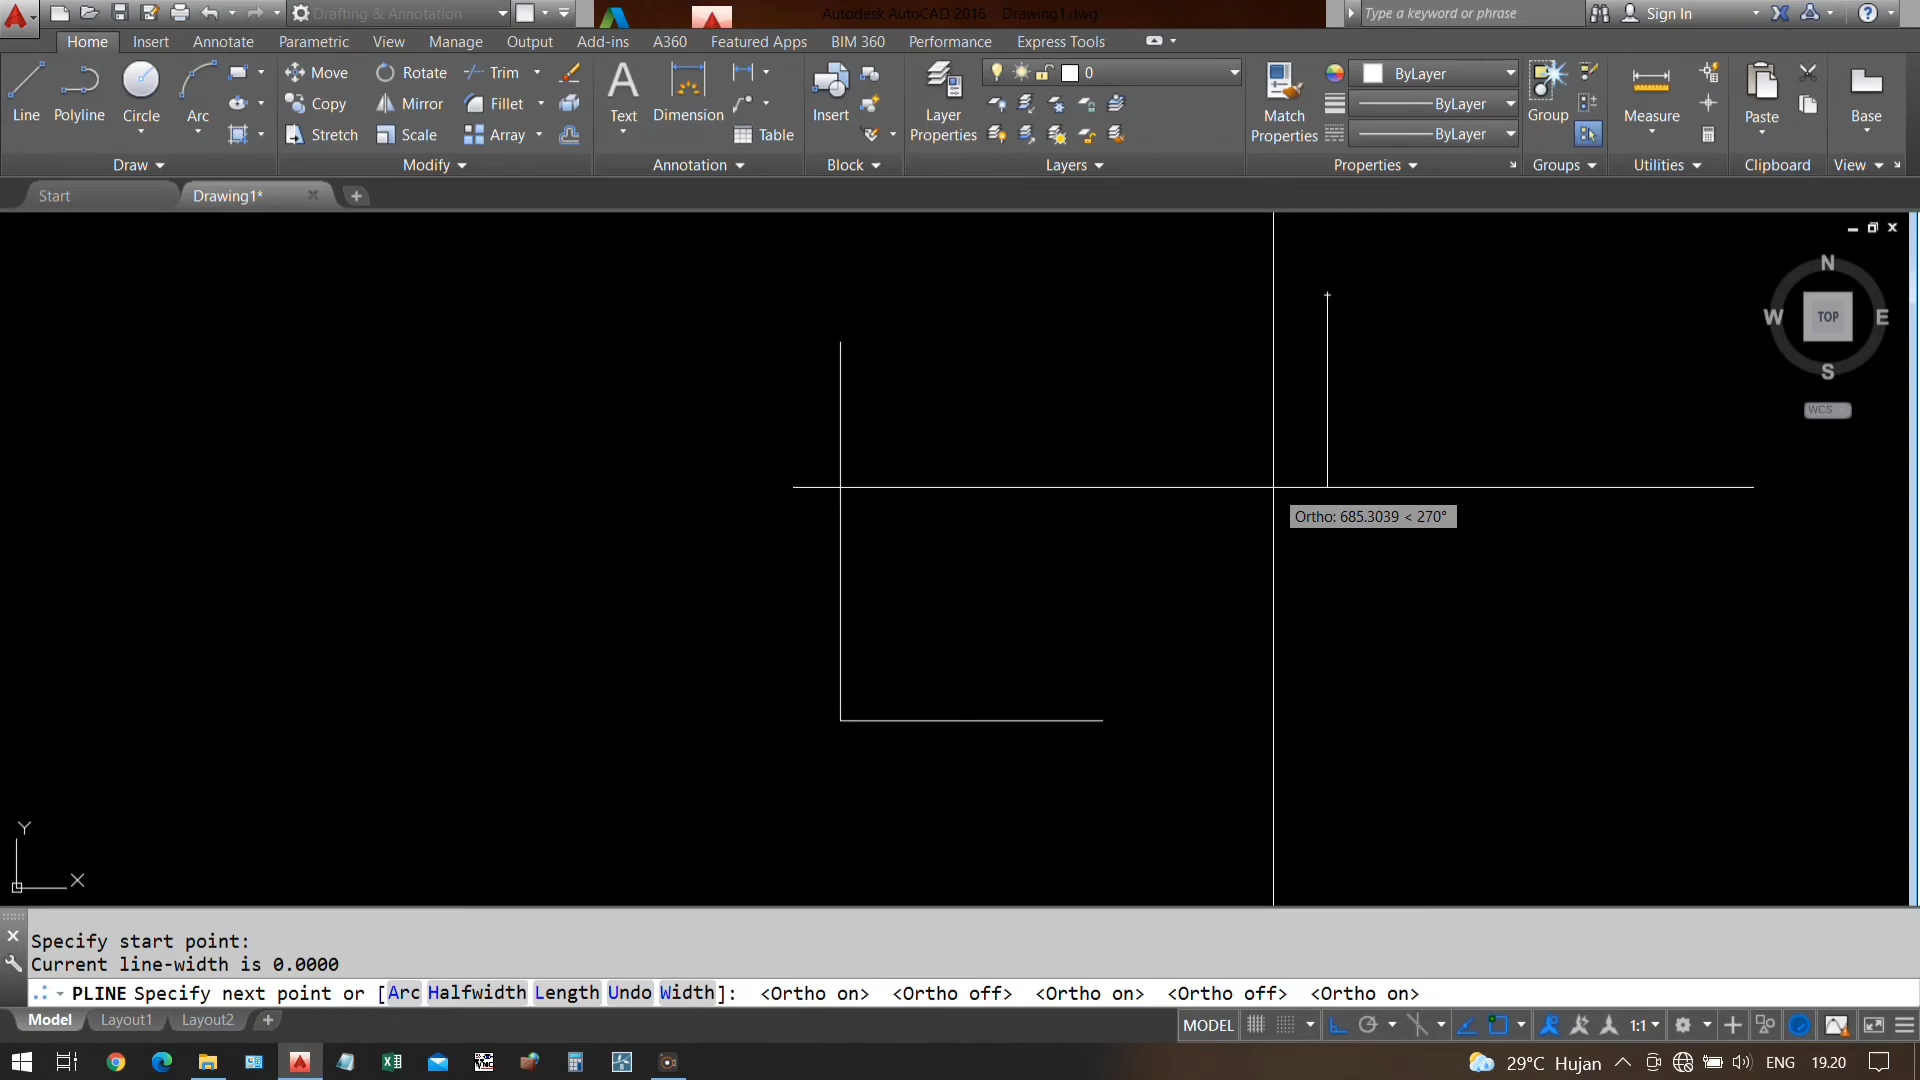 Drafting & Annotation
Autodesk AutoCAD 2016 Drawing1.dwg
Type a keyword or phrase
Sign In
Home Insert Annotate Parametric View Manage Output Add-ins A360 Featured Apps BIM 360 Performance Express Tools
Line Polyline Circle Arc
Move Rotate Trim
Copy Mirror Fillet
Stretch Scale Array
Text Dimension Table
Insert
Layer Properties
0
Match Properties
ByLayer
ByLayer
ByLayer
Group
Measure
Paste
Base
Draw Modify Annotation Block Layers Properties Groups Utilities Clipboard View
Start Drawing1*
N
W TOP E
S
WCS
Ortho: 685.3039 < 270°
Y
X
Specify start point:
Current line-width is 0.0000
PLINE Specify next point or [Arc Halfwidth Length Undo Width]: <Ortho on> <Ortho off> <Ortho on> <Ortho off> <Ortho on>
Model Layout1 Layout2
MODEL 1:1
29°C Hujan ENG 19.20